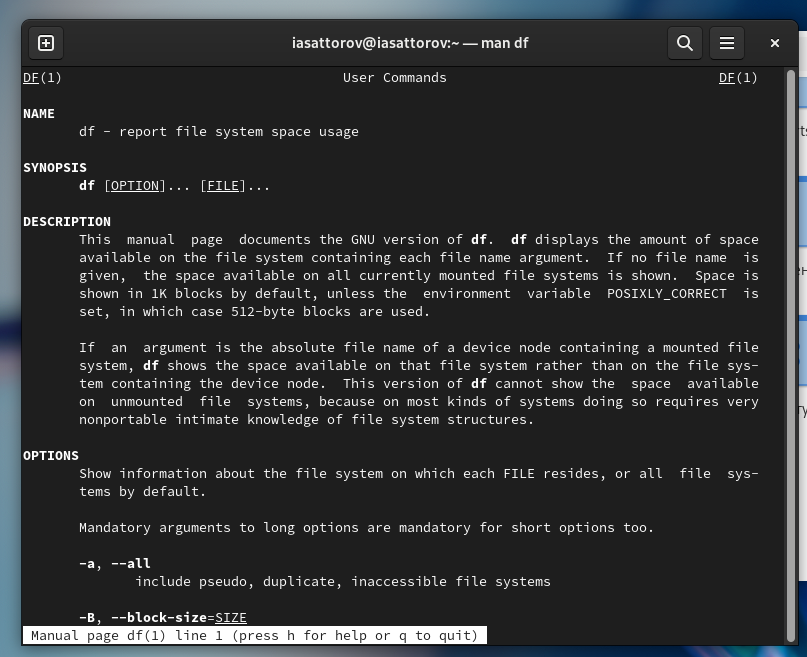 iasattorov@iasattorov:~ — man df
DF(1) User Commands DF(1)
NAME
df - report file system space usage
SYNOPSIS
df [OPTION]... [FILE]...
DESCRIPTION
This manual page documents the GNU version of df. df displays the amount of space
available on the file system containing each file name argument. If no file name is
given, the space available on all currently mounted file systems is shown. Space is
shown in 1K blocks by default, unless the environment variable POSIXLY_CORRECT is
set, in which case 512-byte blocks are used.
If an argument is the absolute file name of a device node containing a mounted file
system, df shows the space available on that file system rather than on the file sys-
tem containing the device node. This version of df cannot show the space available
on unmounted file systems, because on most kinds of systems doing so requires very
nonportable intimate knowledge of file system structures.
OPTIONS
Show information about the file system on which each FILE resides, or all file sys-
tems by default.
Mandatory arguments to long options are mandatory for short options too.
-a, --all
include pseudo, duplicate, inaccessible file systems
-B, --block-size=SIZE
Manual page df(1) line 1 (press h for help or q to quit)